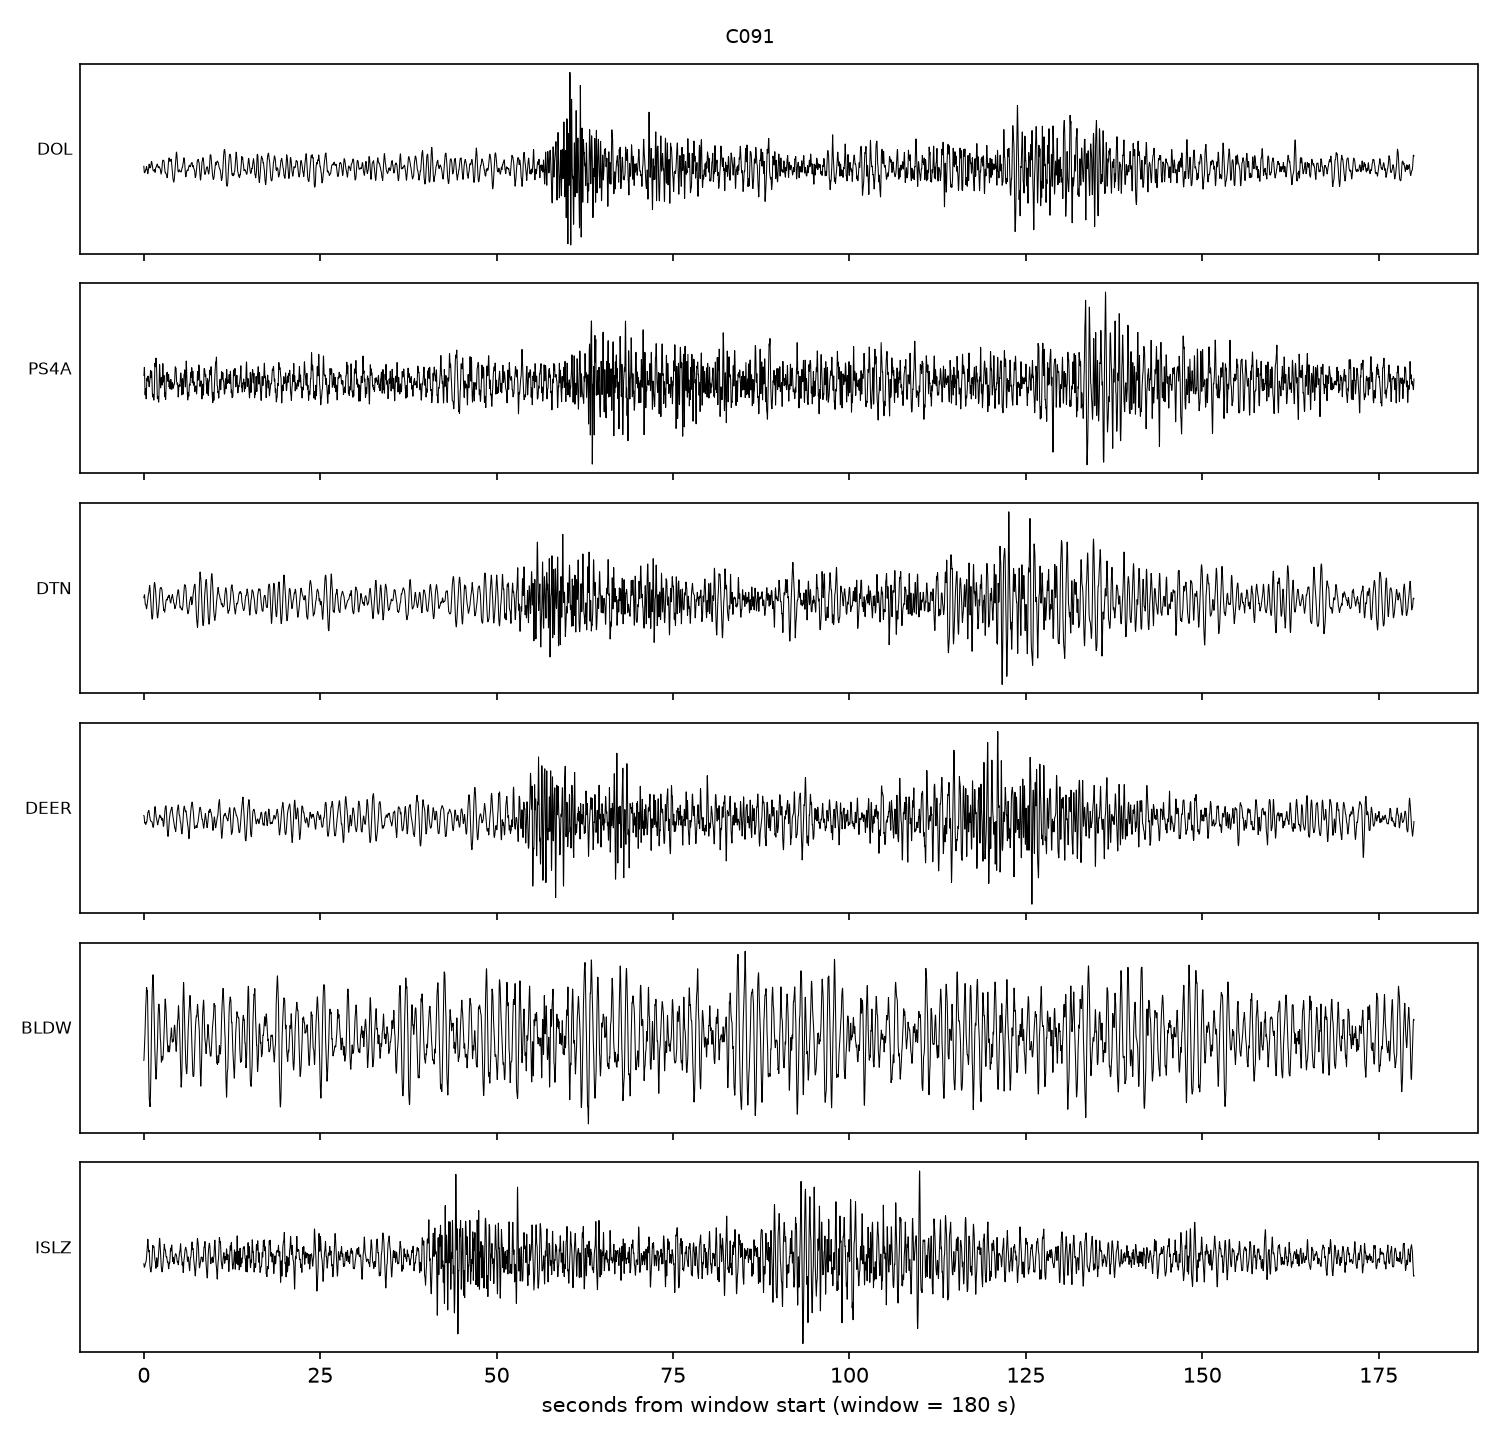 C091
DOL
PS4A
DTN
DEER
BLDW
ISLZ
0 25 50 75 100 125 150 175
seconds from window start (window = 180 s)